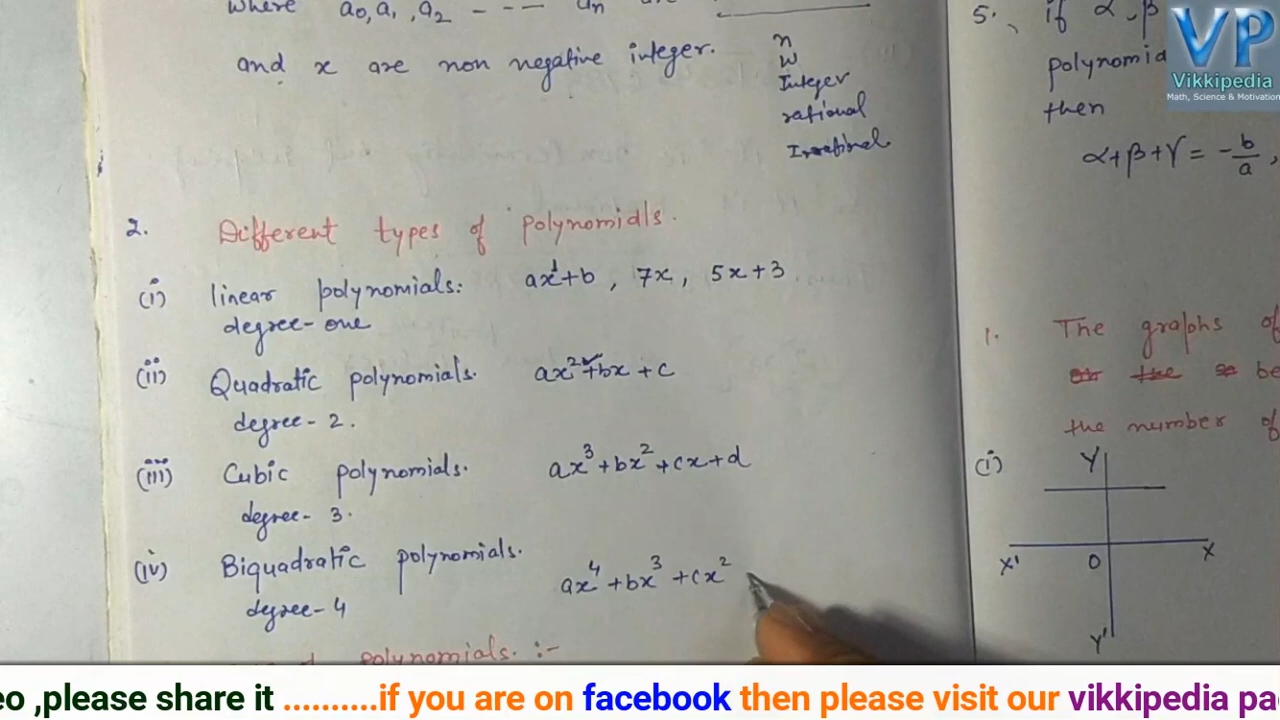 where a₀, a₁, a₂ - - - - aₙ
and x are non negative integer.
n
W
Integer
rational
Irrational
2. Different types of polynomials.
(i) linear polynomials: ax¹+b , 7x, 5x+3
degree-one
(ii) Quadratic polynomials. ax²+bx+c
degree- 2.
(iii) Cubic polynomials. ax³+bx²+cx+d
degree- 3.
(iv) Biquadratic polynomials. ax⁴+bx³+cx²
degree-4
polynomials. :-
5. if α, β
polynomia
then
α+β+γ = -b/a ,
1. The graphs of
be
the number of
(i) Y
X' O X
Y'
VP
Vikkipedia
Math, Science & Motivation
eo ,please share it ..........if you are on facebook then please visit our vikkipedia pa